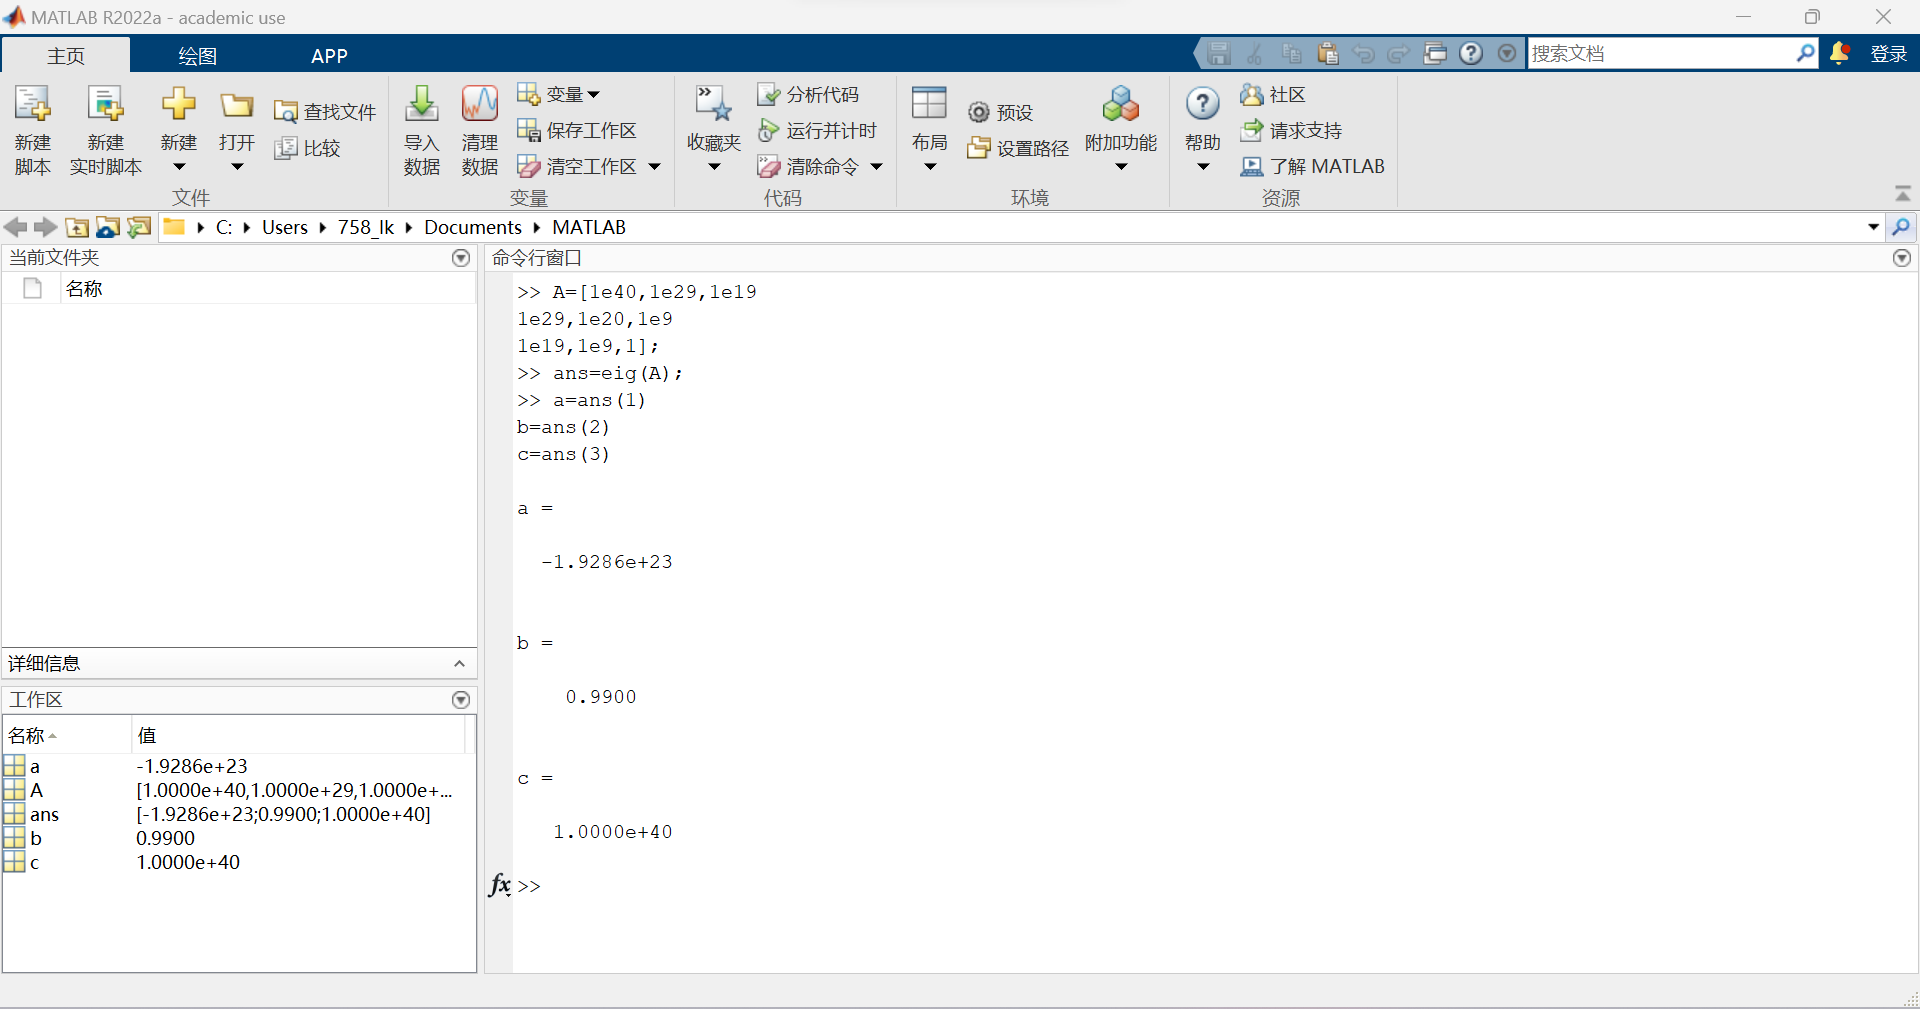 MATLAB R2022a - academic use
主页 绘图 APP 搜索文档 登录
新建 脚本
新建 实时脚本
新建
打开
查找文件
比较
文件
导入 数据
清理 数据
变量
保存工作区
清空工作区
变量
收藏夹
分析代码
运行并计时
清除命令
代码
布局
预设
设置路径
附加功能
环境
帮助
社区
请求支持
了解 MATLAB
资源
C: Users 758_lk Documents MATLAB
当前文件夹
名称
详细信息
工作区
名称 值
a -1.9286e+23
A [1.0000e+40,1.0000e+29,1.0000e+...
ans [-1.9286e+23;0.9900;1.0000e+40]
b 0.9900
c 1.0000e+40
命令行窗口
>> A=[1e40,1e29,1e19
1e29,1e20,1e9
1e19,1e9,1];
>> ans=eig(A);
>> a=ans(1)
b=ans(2)
c=ans(3)
a =
-1.9286e+23
b =
0.9900
c =
1.0000e+40
fx >>